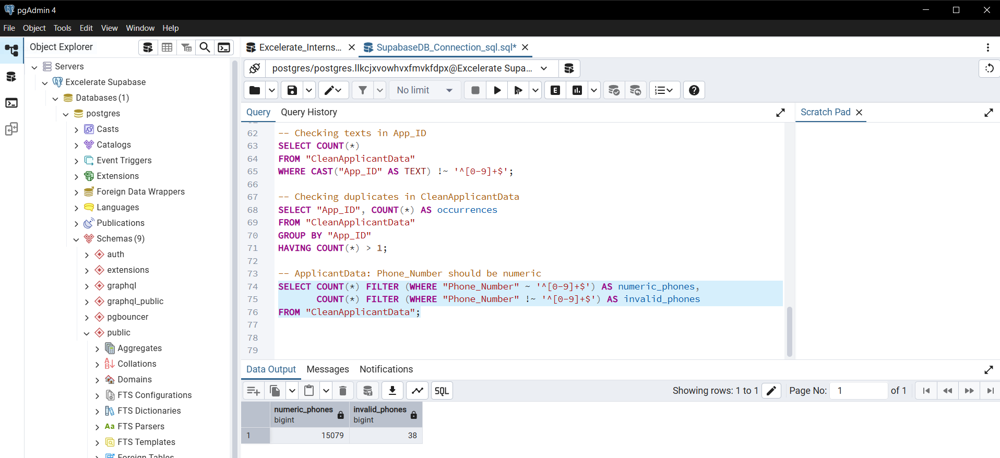 pgAdmin 4
File Object Tools Edit View Window Help
Object Explorer
Servers
Excelerate Supabase
Databases (1)
postgres
Casts
Catalogs
Event Triggers
Extensions
Foreign Data Wrappers
Languages
Publications
Schemas (9)
auth
extensions
graphql
graphql_public
pgbouncer
public
Aggregates
Collations
Domains
FTS Configurations
FTS Dictionaries
FTS Parsers
FTS Templates
Foreign Tables
Excelerate_Interns... SupabaseDB_Connection_sql.sql*
postgres/postgres.llkcjxvowhvxfmvkfdpx@Excelerate Supa...
No limit
Query Query History
62 -- Checking texts in App_ID
63 SELECT COUNT(*)
64 FROM "CleanApplicantData"
65 WHERE CAST("App_ID" AS TEXT) !~ '^[0-9]+$';
66
67 -- Checking duplicates in CleanApplicantData
68 SELECT "App_ID", COUNT(*) AS occurrences
69 FROM "CleanApplicantData"
70 GROUP BY "App_ID"
71 HAVING COUNT(*) > 1;
72
73 -- ApplicantData: Phone_Number should be numeric
74 SELECT COUNT(*) FILTER (WHERE "Phone_Number" ~ '^[0-9]+$') AS numeric_phones,
75 COUNT(*) FILTER (WHERE "Phone_Number" !~ '^[0-9]+$') AS invalid_phones
76 FROM "CleanApplicantData";
77
78
79
Scratch Pad
Data Output Messages Notifications
SQL
Showing rows: 1 to 1 Page No: 1 of 1
numeric_phones invalid_phones
bigint bigint
1 15079 38